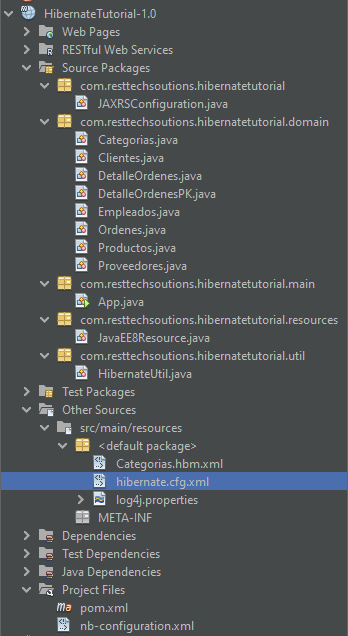 HibernateTutorial-1.0
Web Pages
RESTful Web Services
Source Packages
com.resttechsoutions.hibernatetutorial
JAXRSConfiguration.java
com.resttechsoutions.hibernatetutorial.domain
Categorias.java
Clientes.java
DetalleOrdenes.java
DetalleOrdenesPK.java
Empleados.java
Ordenes.java
Productos.java
Proveedores.java
com.resttechsoutions.hibernatetutorial.main
App.java
com.resttechsoutions.hibernatetutorial.resources
JavaEE8Resource.java
com.resttechsoutions.hibernatetutorial.util
HibernateUtil.java
Test Packages
Other Sources
src/main/resources
<default package>
Categorias.hbm.xml
hibernate.cfg.xml
log4j.properties
META-INF
Dependencies
Test Dependencies
Java Dependencies
Project Files
pom.xml
nb-configuration.xml